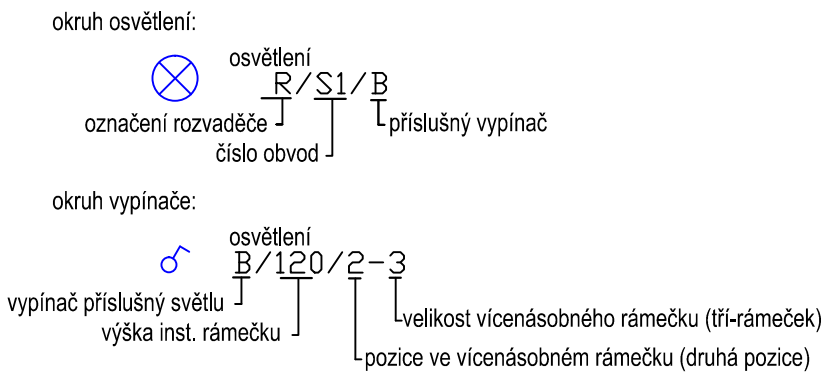 okruh osvětlení:
osvětlení
R/S1/B
označení rozvaděče
příslušný vypínač
číslo obvod
okruh vypínače:
osvětlení
B/120/2-3
vypínač příslušný světlu
velikost vícenásobného rámečku (tří-rámeček)
výška inst. rámečku
pozice ve vícenásobném rámečku (druhá pozice)